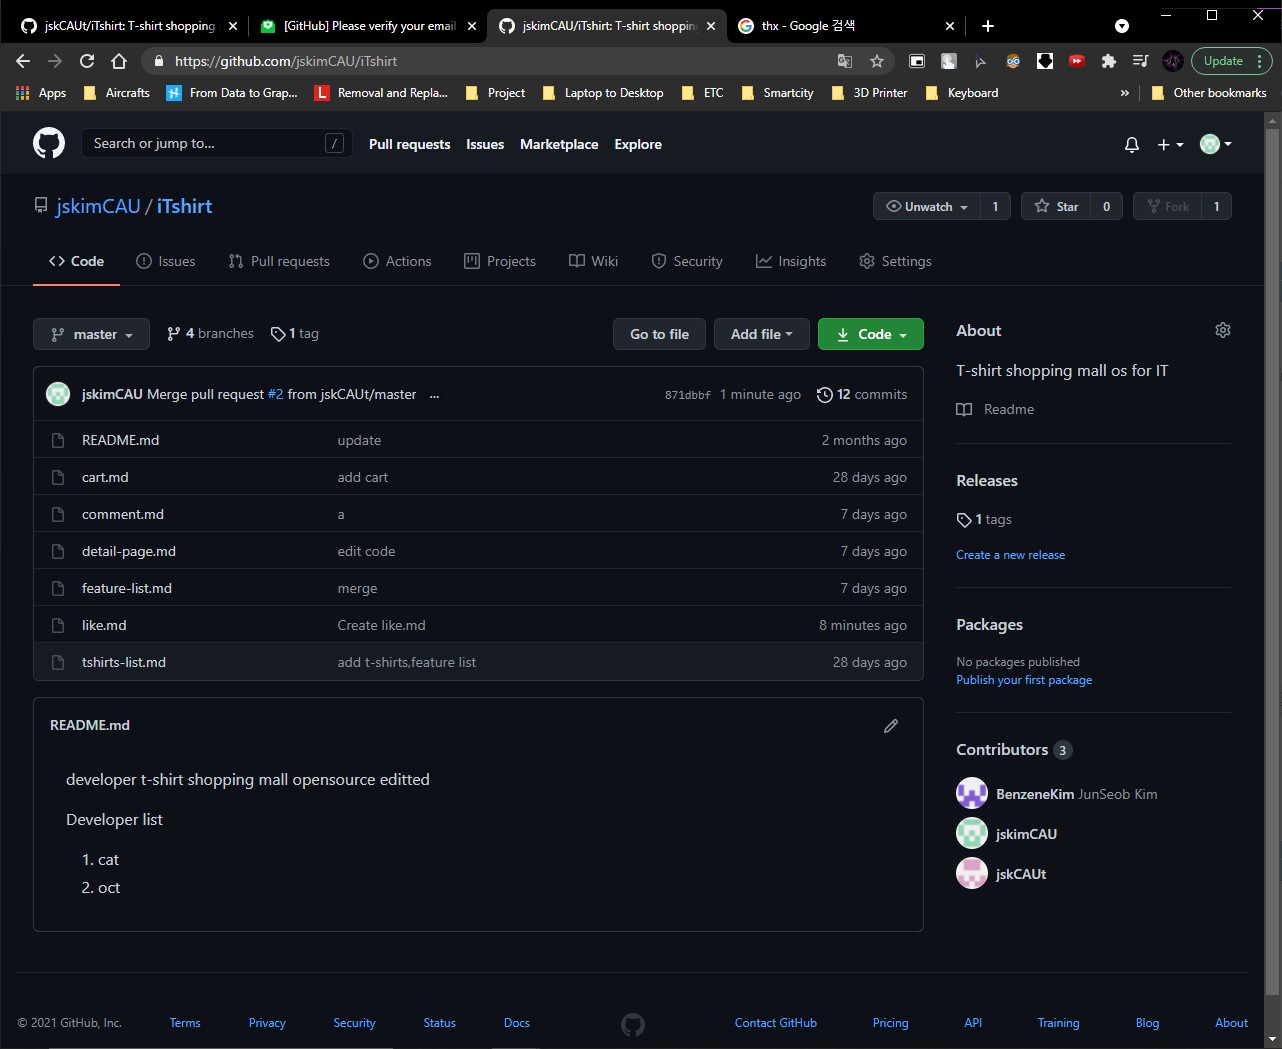 jskCAUt/iTshirt: T-shirt shopping
[GitHub] Please verify your email
jskimCAU/iTshirt: T-shirt shoppin
thx - Google 검색
https://github.com/jskimCAU/iTshirt
Update
Apps
Aircrafts
From Data to Grap...
L
Removal and Repla...
Project
Laptop to Desktop
ETC
Smartcity
3D Printer
Keyboard
»
Other bookmarks
Search or jump to...
/
Pull requests
Issues
Marketplace
Explore
jskimCAU / iTshirt
Unwatch
1
Star
0
Fork
1
Code
Issues
Pull requests
Actions
Projects
Wiki
Security
Insights
Settings
master
4 branches
1 tag
Go to file
Add file
Code
jskimCAU Merge pull request #2 from jskCAUt/master ...
871dbbf 1 minute ago
12 commits
README.md update 2 months ago
cart.md add cart 28 days ago
comment.md a 7 days ago
detail-page.md edit code 7 days ago
feature-list.md merge 7 days ago
like.md Create like.md 8 minutes ago
tshirts-list.md add t-shirts,feature list 28 days ago
README.md
developer t-shirt shopping mall opensource editted
Developer list
1. cat
2. oct
About
T-shirt shopping mall os for IT
Readme
Releases
1 tags
Create a new release
Packages
No packages published
Publish your first package
Contributors 3
BenzeneKim JunSeob Kim
jskimCAU
jskCAUt
© 2021 GitHub, Inc.
Terms
Privacy
Security
Status
Docs
Contact GitHub
Pricing
API
Training
Blog
About